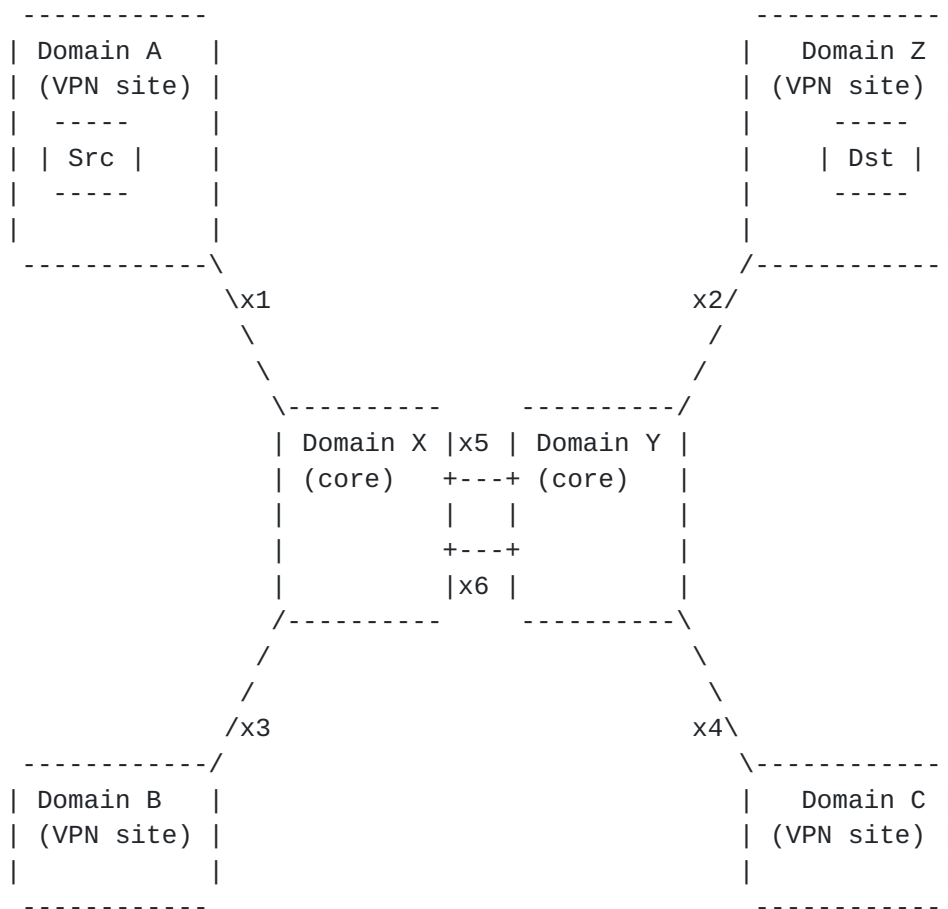 ------------                                    ------------
| Domain A   |                                  |   Domain Z
| (VPN site) |                                  | (VPN site)
|  -----     |                                  |     -----
| | Src |    |                                  |    | Dst |
|  -----     |                                  |     -----
|            |                                  |
 ------------\                                  /------------
              \x1                            x2/
               \                              /
                \                            /
                 \----------     ----------/
                 | Domain X |x5 | Domain Y |
                 | (core)   +---+ (core)   |
                 |          |   |          |
                 |          +---+          |
                 |          |x6 |          |
                 /----------     ----------\
                /                           \
               /                             \
              /x3                            x4\
 ------------/                                  \------------
| Domain B   |                                  |   Domain C
| (VPN site) |                                  | (VPN site)
|            |                                  |
 ------------                                    ------------